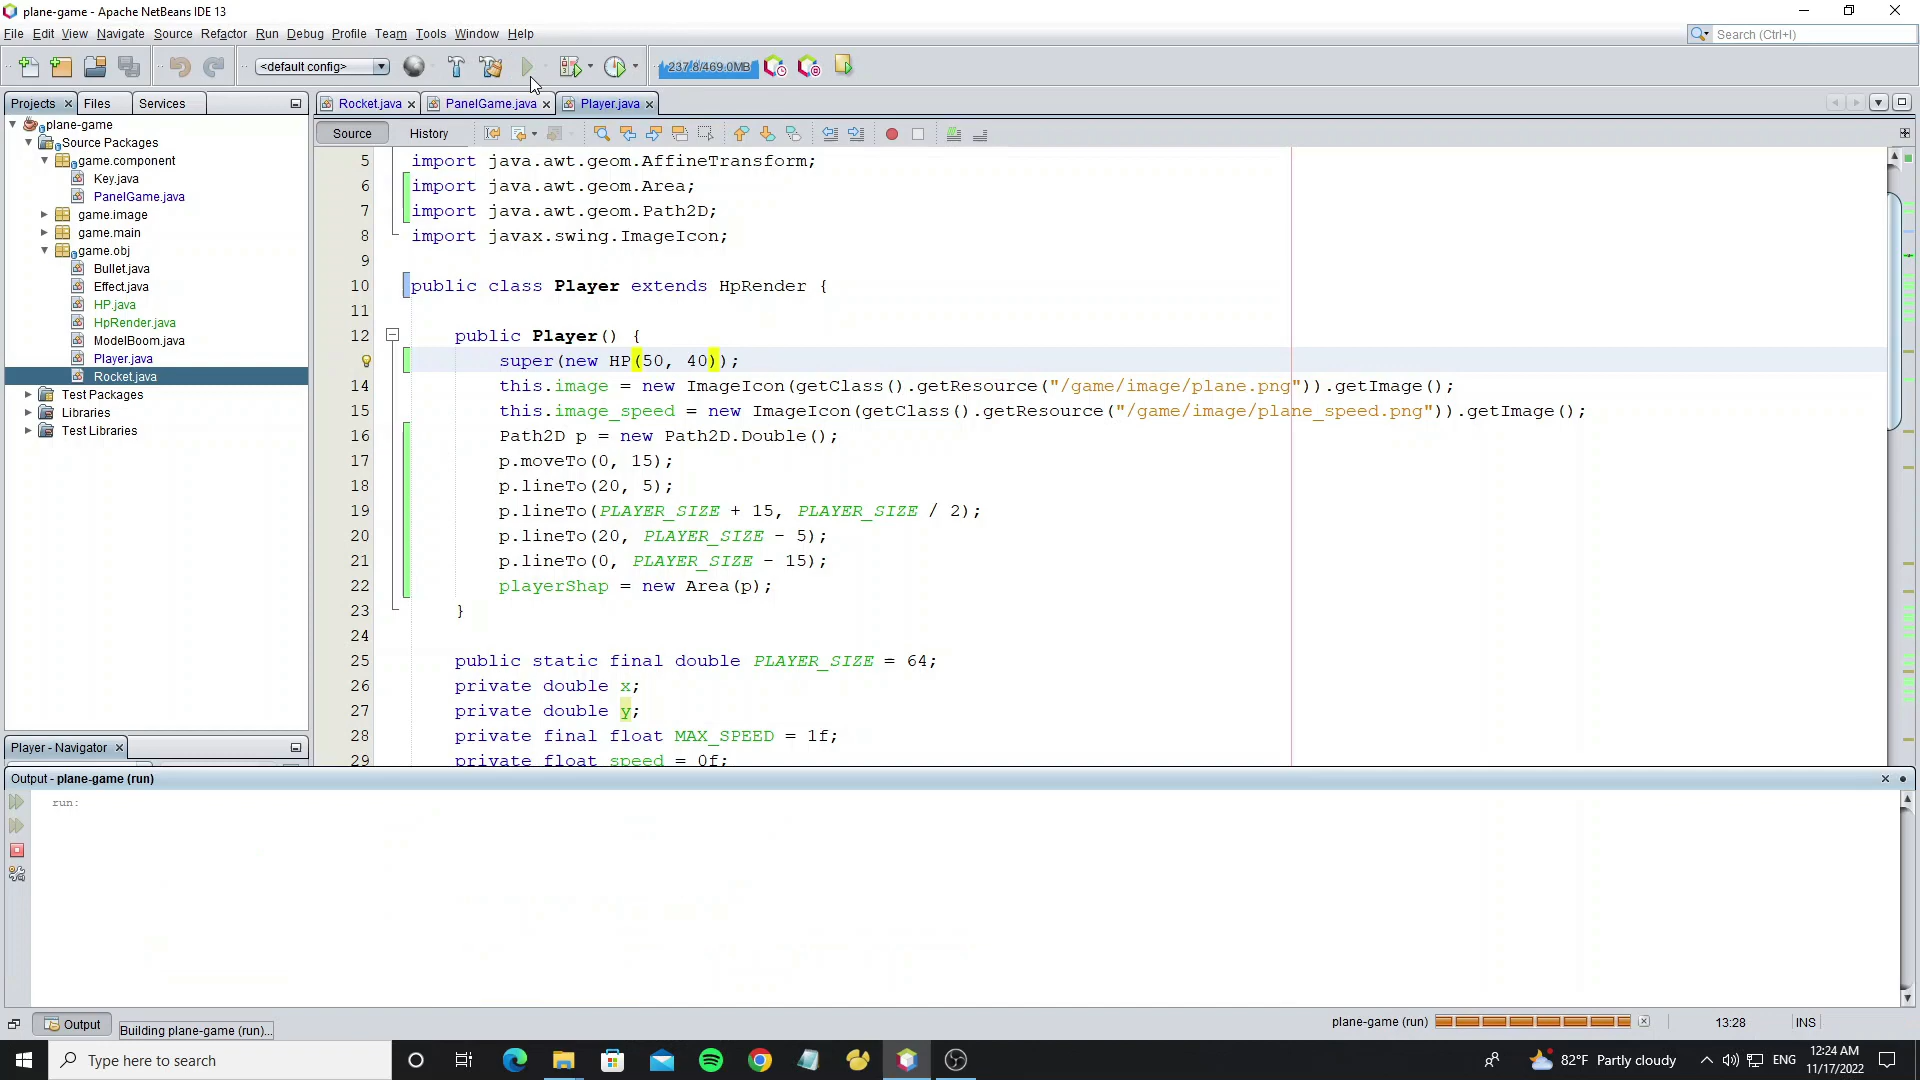 plane-game - Apache NetBeans IDE 13
File Edit View Navigate Source Refactor Run Debug Profile Team Tools Window Help
Search (Ctrl+I)
<default config>
237.8/469.0MB
Projects Files Services
Rocket.java PanelGame.java Player.java
Source History
plane-game
Source Packages
game.component
Key.java
PanelGame.java
game.image
game.main
game.obj
Bullet.java
Effect.java
HP.java
HpRender.java
ModelBoom.java
Player.java
Rocket.java
Test Packages
Libraries
Test Libraries
Player - Navigator
5 import java.awt.geom.AffineTransform;
6 import java.awt.geom.Area;
7 import java.awt.geom.Path2D;
8 import javax.swing.ImageIcon;
9
10 public class Player extends HpRender {
11
12 public Player() {
super(new HP(50, 40));
14 this.image = new ImageIcon(getClass().getResource("/game/image/plane.png")).getImage();
15 this.image_speed = new ImageIcon(getClass().getResource("/game/image/plane_speed.png")).getImage();
16 Path2D p = new Path2D.Double();
17 p.moveTo(0, 15);
18 p.lineTo(20, 5);
19 p.lineTo(PLAYER_SIZE + 15, PLAYER_SIZE / 2);
20 p.lineTo(20, PLAYER_SIZE - 5);
21 p.lineTo(0, PLAYER_SIZE - 15);
22 playerShap = new Area(p);
23 }
24
25 public static final double PLAYER_SIZE = 64;
26 private double x;
27 private double y;
28 private final float MAX_SPEED = 1f;
29 private float speed = 0f;
Output - plane-game (run)
run:
Output
Building plane-game (run)...
plane-game (run)
13:28
INS
Type here to search
82°F Partly cloudy
ENG
12:24 AM
11/17/2022